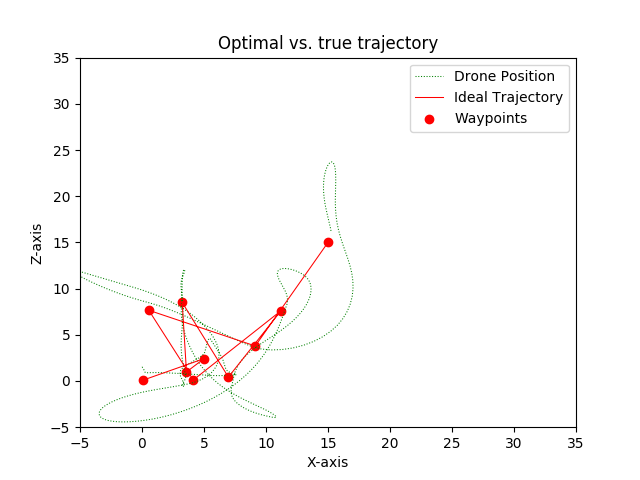 Optimal vs. true trajectory
Drone Position
Ideal Trajectory
Waypoints
Z-axis
35
30
25
20
15
10
5
0
−5
−5 0 5 10 15 20 25 30 35
X-axis